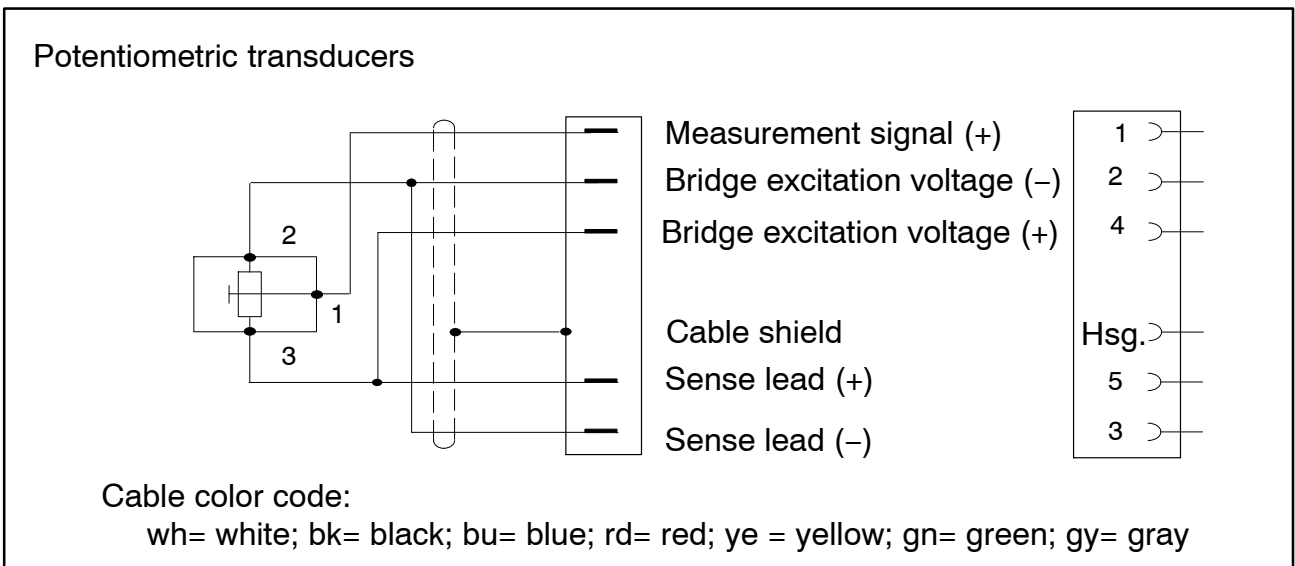 Potentiometric transducers
Measurement signal (+)
1
Bridge excitation voltage (−)
2
Bridge excitation voltage (+)
4
2
1
3
Cable shield
Hsg.
Sense lead (+)
5
Sense lead (−)
3
Cable color code:
wh= white; bk= black; bu= blue; rd= red; ye = yellow; gn= green; gy= gray